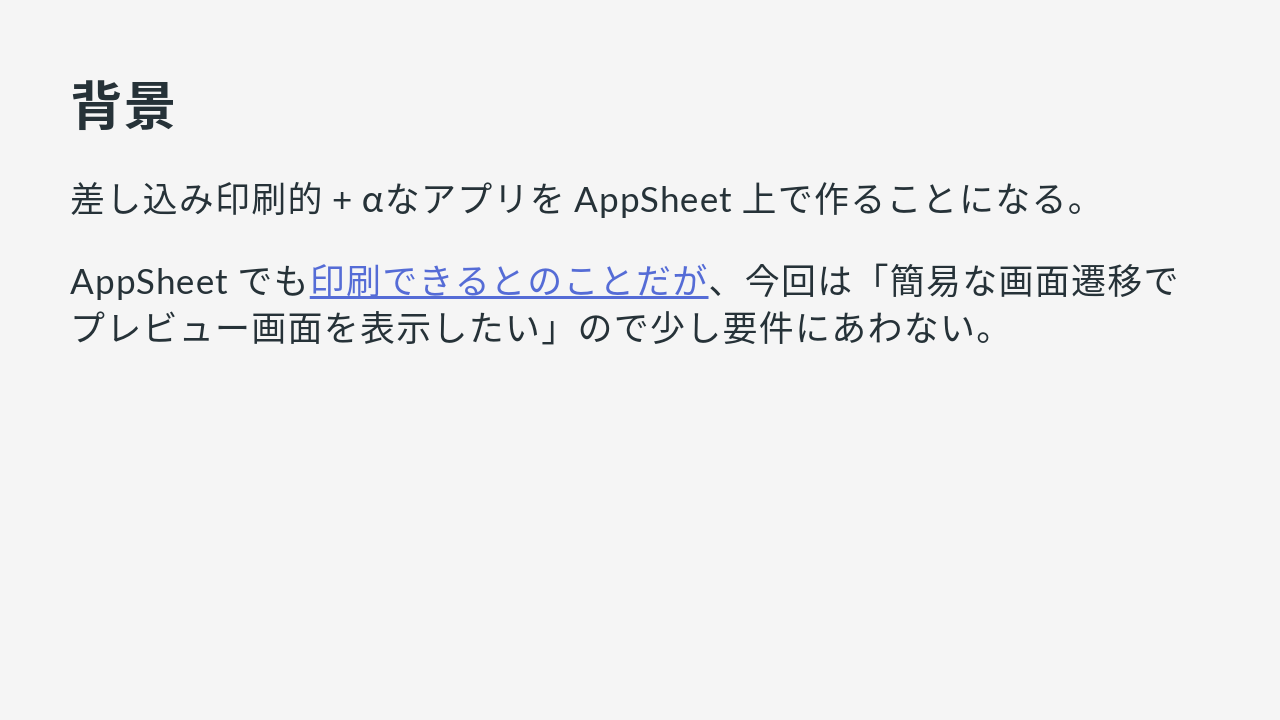 背景
差し込み印刷的 + αなアプリを AppSheet 上で作ることになる。
AppSheet でも印刷できるとのことだが、今回は「簡易な画面遷移で
プレビュー画面を表示したい」ので少し要件にあわない。